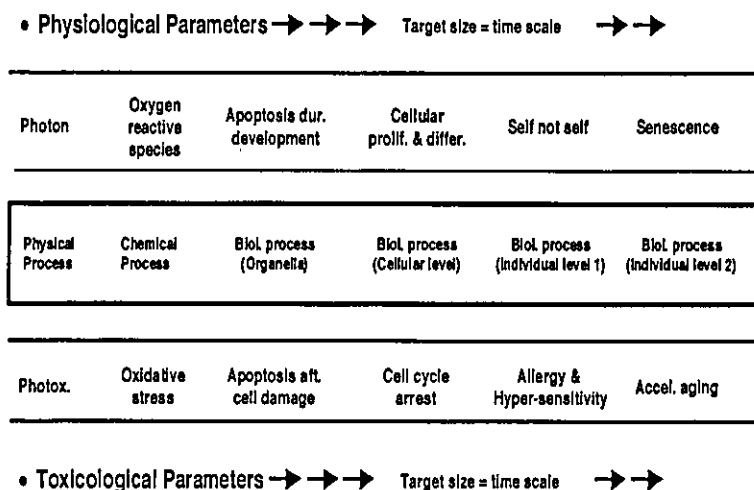 • Physiological Parameters → → → Target size = time scale → →
Photon
Oxygen
reactive
species
Apoptosis dur.
development
Cellular
prolif. & differ.
Self not self
Senescence
Physical
Process
Chemical
Process
Biol. process
(Organella)
Biol. process
(Cellular level)
Biol. process
(Individual level 1)
Biol. process
(Individual level 2)
Photox.
Oxidative
stress
Apoptosis aft.
cell damage
Cell cycle
arrest
Allergy &
Hyper-sensitivity
Accel. aging
• Toxicological Parameters → → → Target size = time scale → →